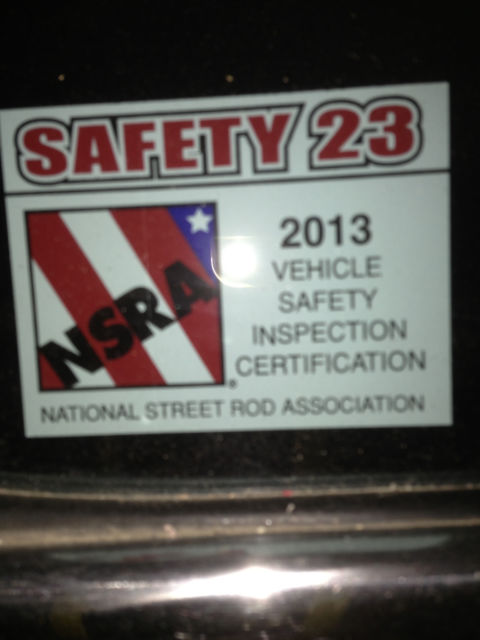 SAFETY 23
NSRA
®
2013
VEHICLE
SAFETY
INSPECTION
CERTIFICATION
NATIONAL STREET ROD ASSOCIATION